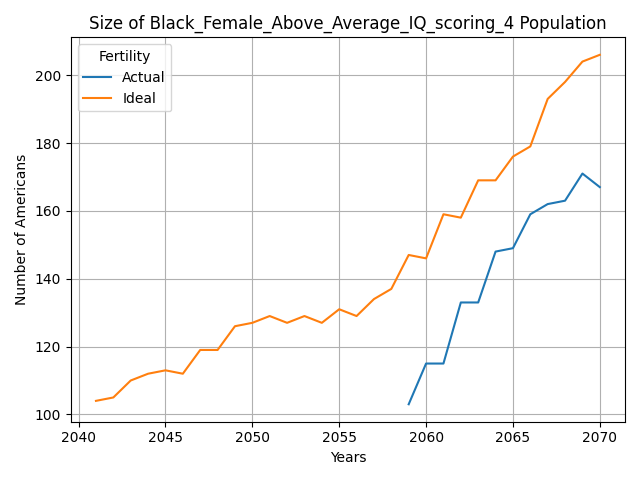 Size of Black_Female_Above_Average_IQ_scoring_4 Population
Fertility
Actual
Ideal
200
180
160
140
120
100
Number of Americans
2040
2045
2050
2055
2060
2065
2070
Years